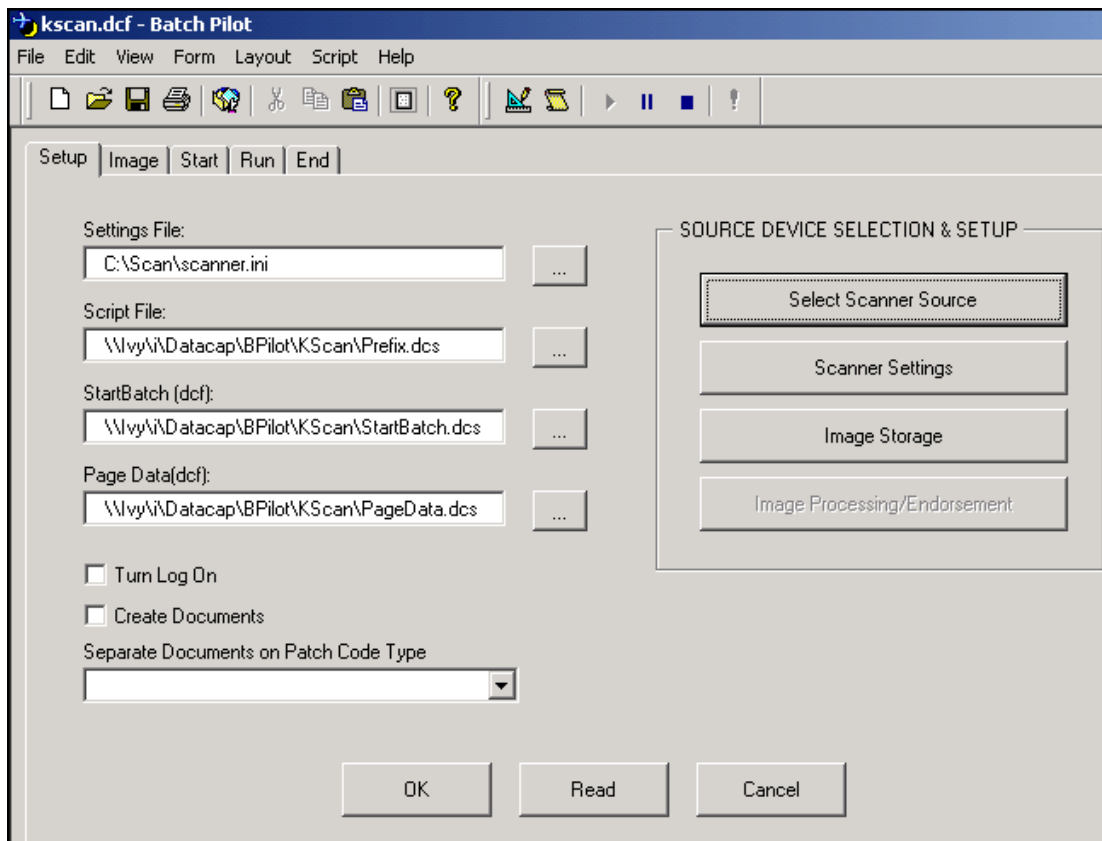 kscan.dcf - Batch Pilot
File Edit View Form Layout Script Help
Setup Image Start Run End
Settings File:
C:\Scan\scanner.ini
...
Script File:
\\Ivy\i\Datacap\BPilot\KScan\Prefix.dcs
...
StartBatch (dcf):
\\Ivy\i\Datacap\BPilot\KScan\StartBatch.dcs
...
Page Data(dcf):
\\Ivy\i\Datacap\BPilot\KScan\PageData.dcs
...
Turn Log On
Create Documents
Separate Documents on Patch Code Type
SOURCE DEVICE SELECTION & SETUP
Select Scanner Source
Scanner Settings
Image Storage
Image Processing/Endorsement
OK Read Cancel